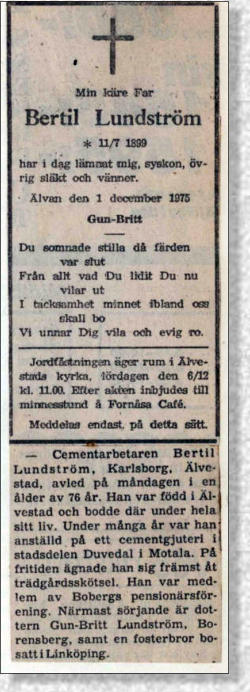 Min käre Far
Bertil Lundström
* 11/7 1899
har i dag lämnat mig, syskon, öv-
rig släkt och vänner.
Älvan den 1 december 1975
Gun-Britt
Du somnade stilla då färden
var slut
Från allt vad Du lidit Du nu
vilar ut
I tacksamhet minnet ibland oss
skall bo
Vi unnar Dig vila och evig ro.
Jordfästningen äger rum i Älve-
stads kyrka, lördagen den 6/12
kl. 11.00. Efter akten inbjudes till
minnesstund å Fornåsa Café.
Meddelas endast på detta sätt.
— Cementarbetaren Bertil
Lundström, Karlsborg, Älve-
stad, avled på måndagen i en
ålder av 76 år. Han var född i Äl-
vestad och bodde där under hela
sitt liv. Under många år var han
anställd på ett cementgjuteri i
stadsdelen Duvedal i Motala. På
fritiden ägnade han sig främst åt
trädgårdsskötsel. Han var med-
lem av Bobergs pensionärsför-
ening. Närmast sörjande är dot-
tern Gun-Britt Lundström, Bo-
rensberg, samt en fosterbror bo-
satt i Linköping.